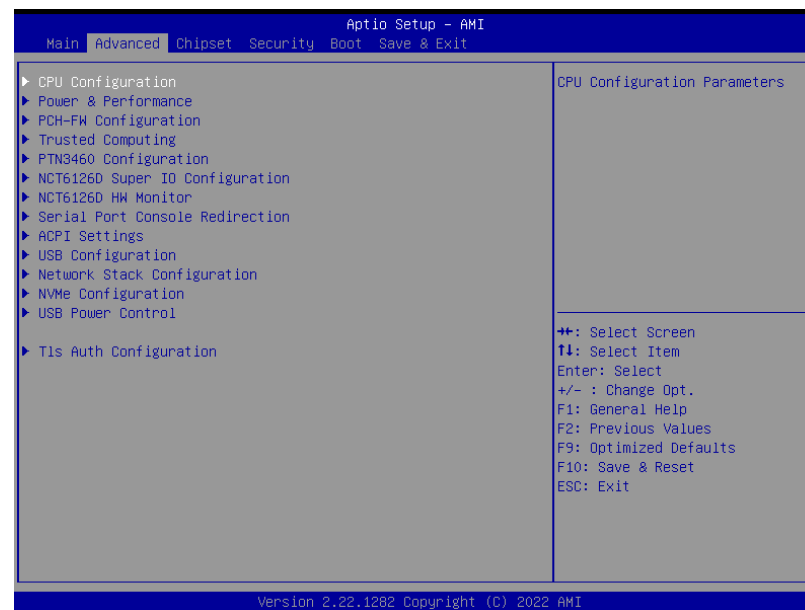 Aptio Setup – AMI
Main Advanced Chipset Security Boot Save & Exit
▶ CPU Configuration
▶ Power & Performance
▶ PCH-FW Configuration
▶ Trusted Computing
▶ PTN3460 Configuration
▶ NCT6126D Super IO Configuration
▶ NCT6126D HW Monitor
▶ Serial Port Console Redirection
▶ ACPI Settings
▶ USB Configuration
▶ Network Stack Configuration
▶ NVMe Configuration
▶ USB Power Control
▶ Tls Auth Configuration
CPU Configuration Parameters
→←: Select Screen
↑↓: Select Item
Enter: Select
+/- : Change Opt.
F1: General Help
F2: Previous Values
F9: Optimized Defaults
F10: Save & Reset
ESC: Exit
Version 2.22.1282 Copyright (C) 2022 AMI